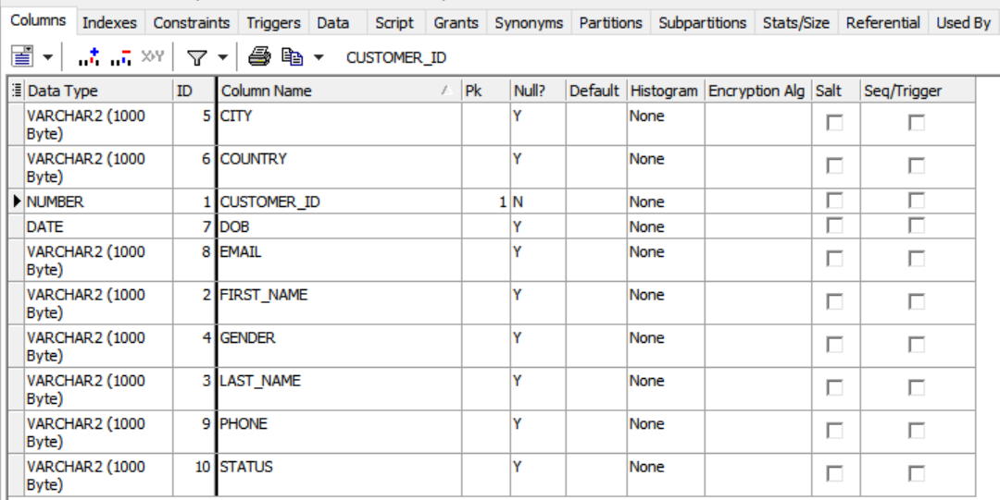 Columns Indexes Constraints Triggers Data Script Grants Synonyms Partitions Subpartitions Stats/Size Referential Used By
CUSTOMER_ID
Data Type ID Column Name Pk Null? Default Histogram Encryption Alg Salt Seq/Trigger
VARCHAR2 (1000 5 CITY Y None
Byte)
VARCHAR2 (1000 6 COUNTRY Y None
Byte)
NUMBER 1 CUSTOMER_ID 1 N None
DATE 7 DOB Y None
VARCHAR2 (1000 8 EMAIL Y None
Byte)
VARCHAR2 (1000 2 FIRST_NAME Y None
Byte)
VARCHAR2 (1000 4 GENDER Y None
Byte)
VARCHAR2 (1000 3 LAST_NAME Y None
Byte)
VARCHAR2 (1000 9 PHONE Y None
Byte)
VARCHAR2 (1000 10 STATUS Y None
Byte)